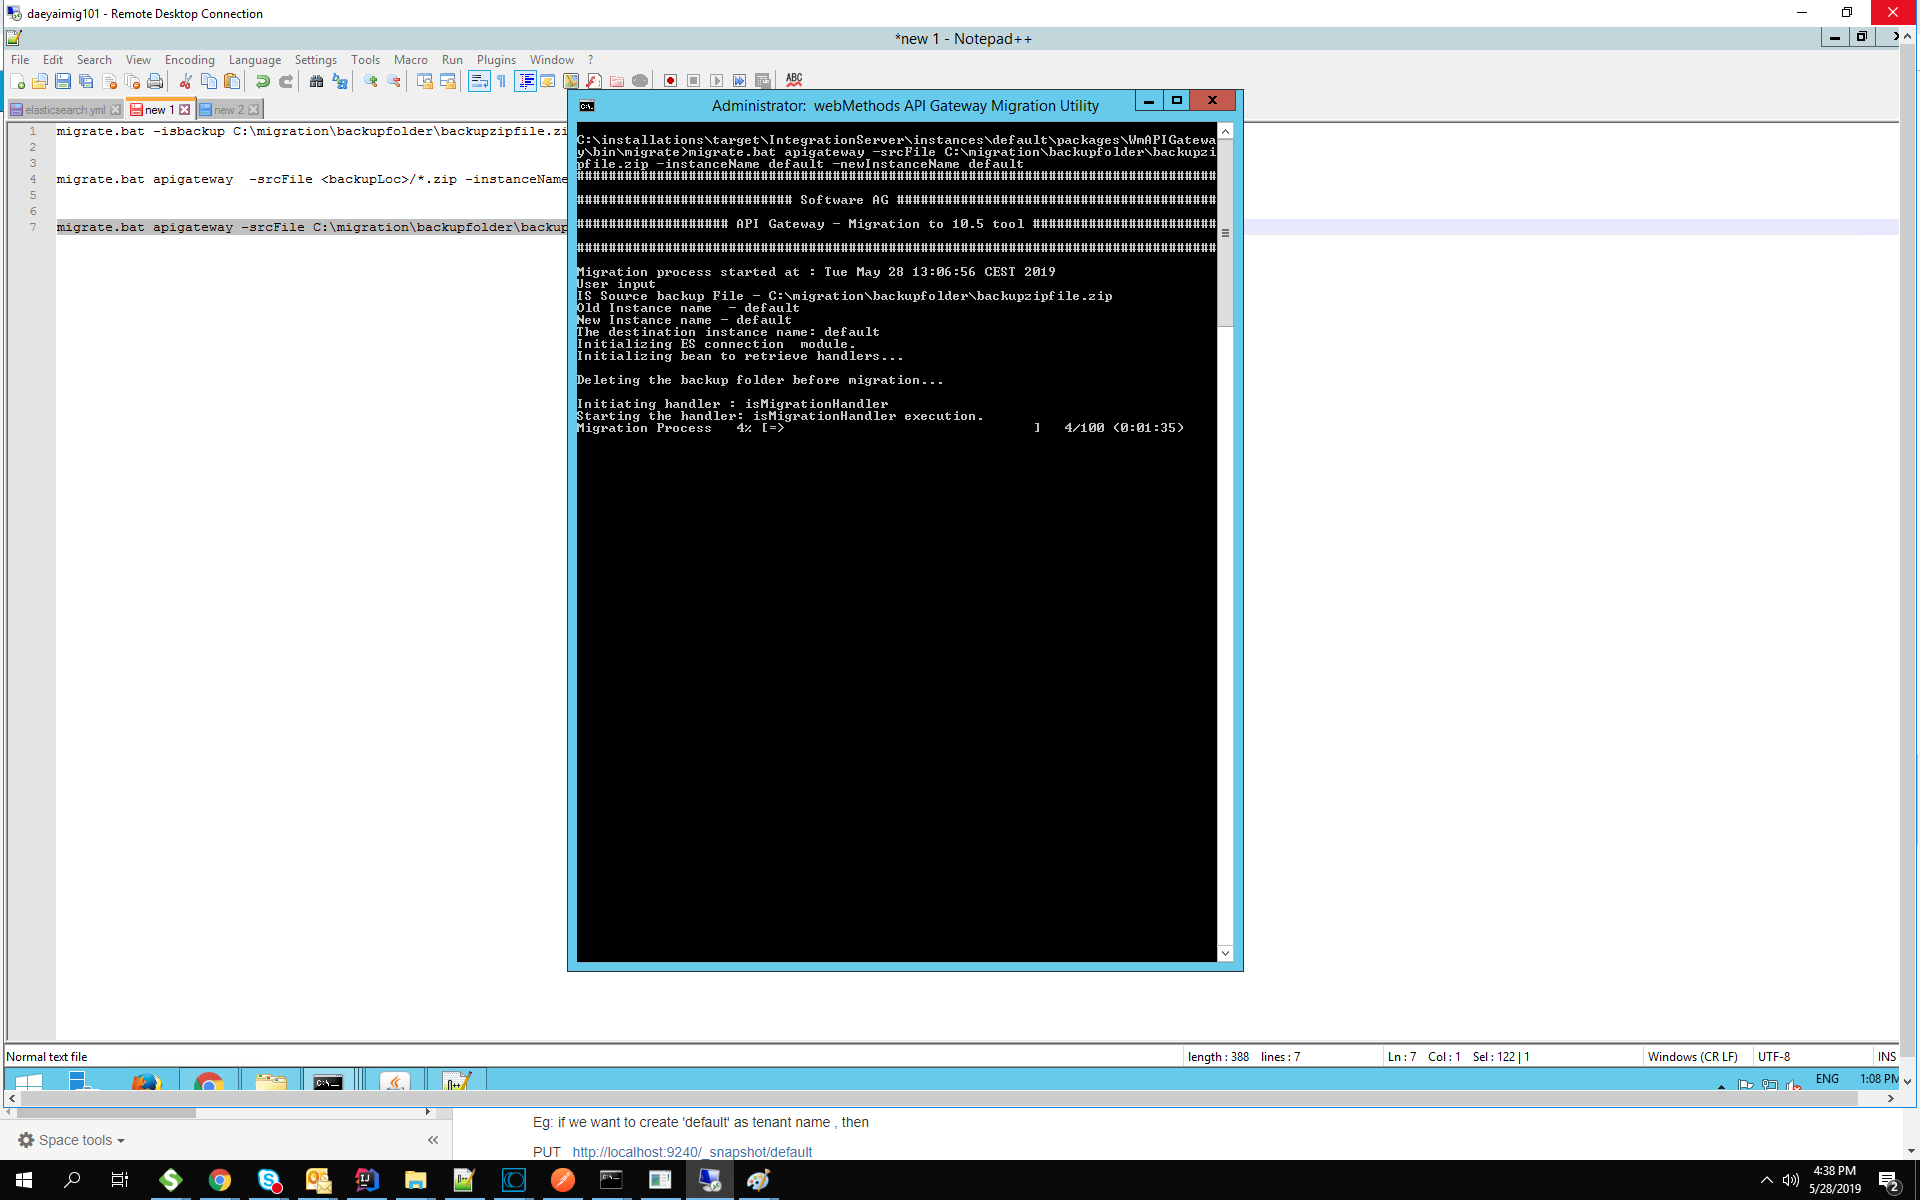 daeyaimig101 - Remote Desktop Connection
*new 1 - Notepad++
File Edit Search View Encoding Language Settings Tools Macro Run Plugins Window ?
ABC
elasticsearch.yml new 1 new 2
1 migrate.bat -isbackup C:\migration\backupfolder\backupzipfile.zi
2
3
4 migrate.bat apigateway  -srcFile <backupLoc>/*.zip -instanceName
5
6
7 migrate.bat apigateway -srcFile C:\migration\backupfolder\backup
Administrator:  webMethods API Gateway Migration Utility
C:\installations\target\IntegrationServer\instances\default\packages\WmAPIGatewa
y\bin\migrate>migrate.bat apigateway -srcFile C:\migration\backupfolder\backupzi
pfile.zip -instanceName default -newInstanceName default
################################################################################
########################### Software AG ########################################
################### API Gateway - Migration to 10.5 tool #######################
################################################################################
Migration process started at : Tue May 28 13:06:56 CEST 2019
User input
IS Source backup File - C:\migration\backupfolder\backupzipfile.zip
Old Instance name  - default
New Instance name - default
The destination instance name: default
Initializing ES connection  module.
Initializing bean to retrieve handlers...
Deleting the backup folder before migration...
Initiating handler : isMigrationHandler
Starting the handler: isMigrationHandler execution.
Migration Process   4% [=>                               ]   4/100 (0:01:35)
Normal text file length : 388 lines : 7 Ln : 7 Col : 1 Sel : 122 | 1 Windows (CR LF) UTF-8 INS
ENG 1:08 PM
Eg: if we want to create 'default' as tenant name , then
Space tools
PUT http://localhost:9240/_snapshot/default
4:38 PM
5/28/2019
2